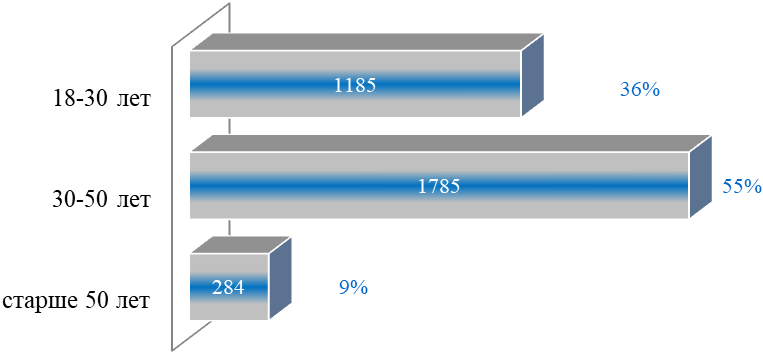 18-30 лет 1185 36%
30-50 лет 1785 55%
старше 50 лет 284 9%